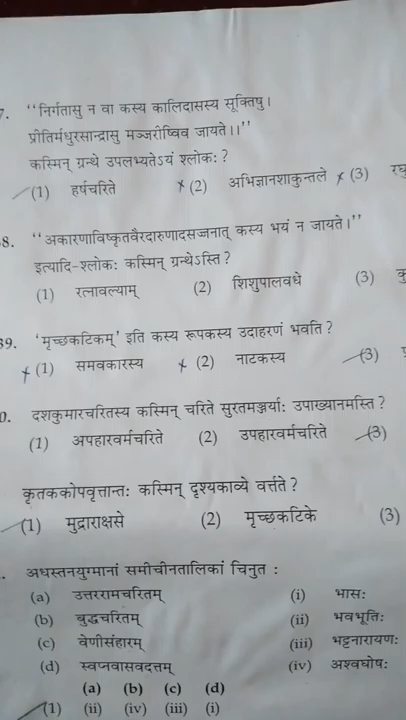 7. ‘‘निर्गतासु न वा कस्य कालिदासस्य सूक्तिषु।
प्रीतिर्मधुरसान्द्रासु मञ्जरीष्विव जायते।।’’
कस्मिन् ग्रन्थे उपलभ्यतेऽयं श्लोकः ?
(1) हर्षचरिते (2) अभिज्ञानशाकुन्तले (3) रघु
8. ‘‘अकारणाविष्कृतवैरदारुणादसज्जनात् कस्य भयं न जायते।’’
इत्यादि-श्लोकः कस्मिन् ग्रन्थेऽस्ति ?
(1) रत्नावल्याम् (2) शिशुपालवधे (3) कु
39. ‘मृच्छकटिकम्’ इति कस्य रूपकस्य उदाहरणं भवति ?
(1) समवकारस्य (2) नाटकस्य (3)
0. दशकुमारचरितस्य कस्मिन् चरिते सुरतमञ्जर्याः उपाख्यानमस्ति ?
(1) अपहारवर्मचरिते (2) उपहारवर्मचरिते (3)
कृतककोपवृत्तान्तः कस्मिन् दृश्यकाव्ये वर्त्तते ?
(1) मुद्राराक्षसे (2) मृच्छकटिके (3)
. अधस्तनयुग्मानां समीचीनतालिकां चिनुत :
(a) उत्तररामचरितम् (i) भासः
(b) बुद्धचरितम् (ii) भवभूतिः
(c) वेणीसंहारम् (iii) भट्टनारायणः
(d) स्वप्नवासवदत्तम् (iv) अश्वघोषः
(a) (b) (c) (d)
(1) (ii) (iv) (iii) (i)